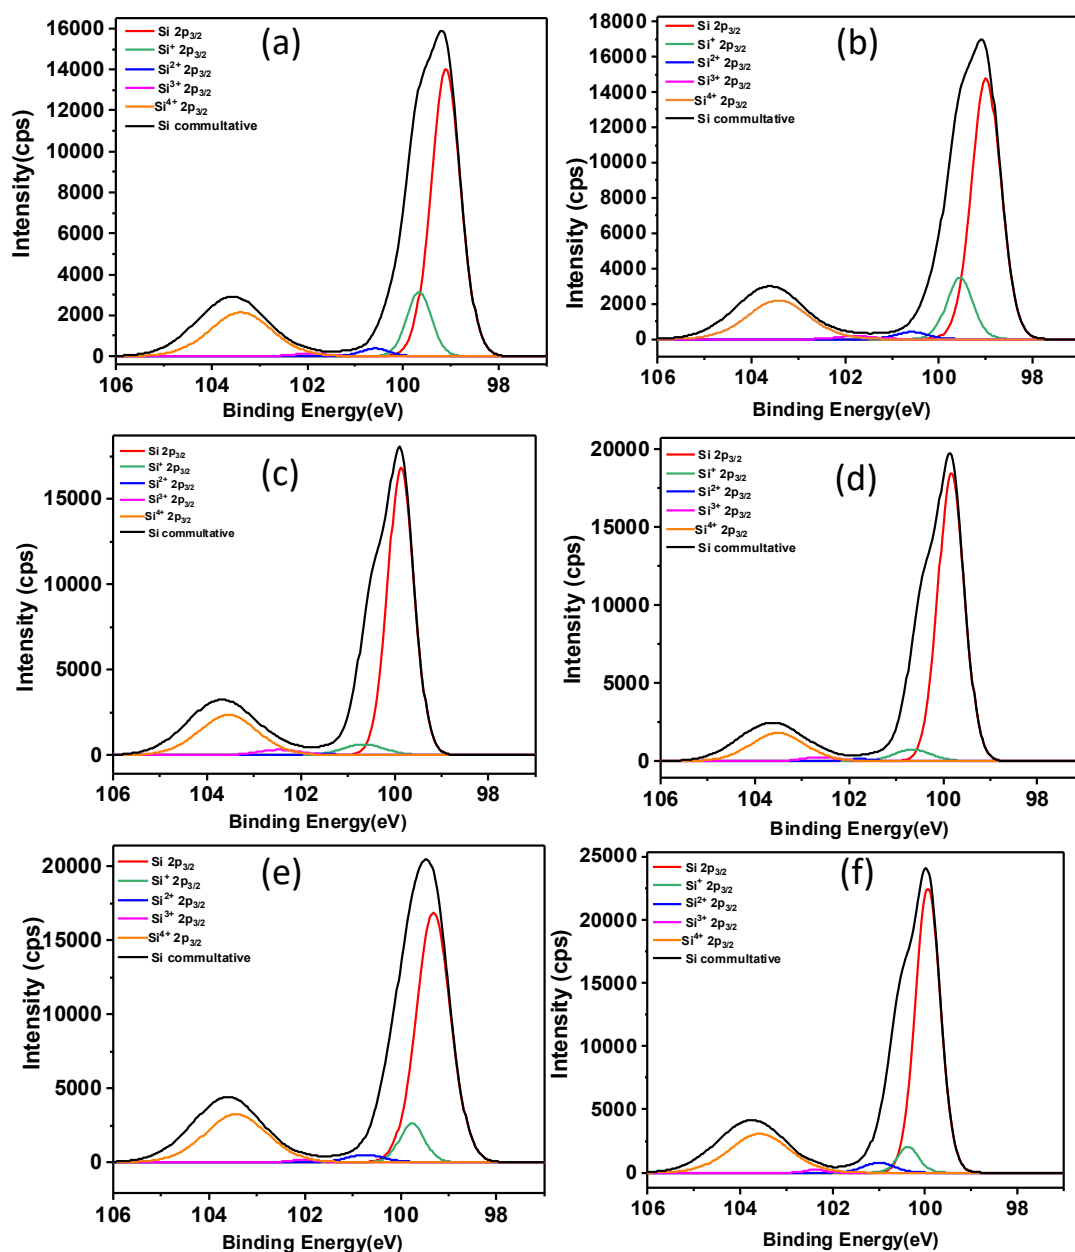 (a)
Si 2p3/2
Si+ 2p3/2
Si2+ 2p3/2
Si3+ 2p3/2
Si4+ 2p3/2
Si commultative
16000
14000
12000
10000
8000
6000
4000
2000
0
106 104 102 100 98
Intensity(cps)
Binding Energy(eV)
(b)
Si 2p3/2
Si+ 2p3/2
Si2+ 2p3/2
Si3+ 2p3/2
Si4+ 2p3/2
Si commultative
18000
16000
14000
12000
10000
8000
6000
4000
2000
0
106 104 102 100 98
Intensity (cps)
Binding Energy(eV)
(c)
Si 2p3/2
Si+ 2p3/2
Si2+ 2p3/2
Si3+ 2p3/2
Si4+ 2p3/2
Si commultative
15000
10000
5000
0
106 104 102 100 98
Intensity (cps)
Binding Energy(eV)
(d)
Si 2p3/2
Si+ 2p3/2
Si2+ 2p3/2
Si3+ 2p3/2
Si4+ 2p3/2
Si commultative
20000
15000
10000
5000
0
106 104 102 100 98
Intensity (cps)
Binding Energy(eV)
(e)
Si 2p3/2
Si+ 2p3/2
Si2+ 2p3/2
Si3+ 2p3/2
Si4+ 2p3/2
Si commultative
20000
15000
10000
5000
0
106 104 102 100 98
Intensity (cps)
Binding Energy(eV)
(f)
Si 2p3/2
Si+ 2p3/2
Si2+ 2p3/2
Si3+ 2p3/2
Si4+ 2p3/2
Si commultative
25000
20000
15000
10000
5000
0
106 104 102 100 98
Intensity (cps)
Binding Energy(eV)